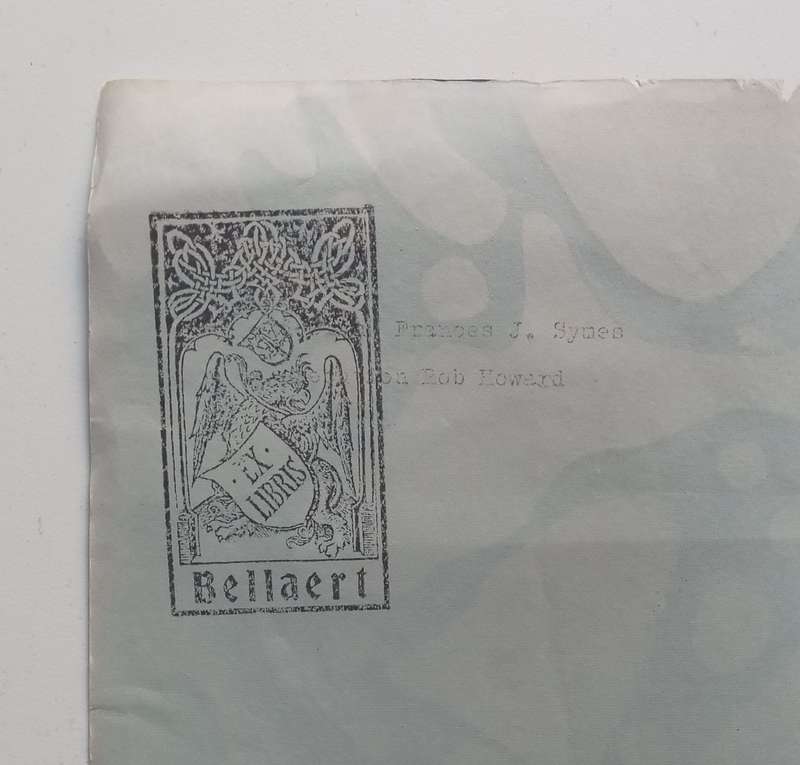 Frances J. Symes
on Rob Howard
EX
LIBRIS
Bellaert